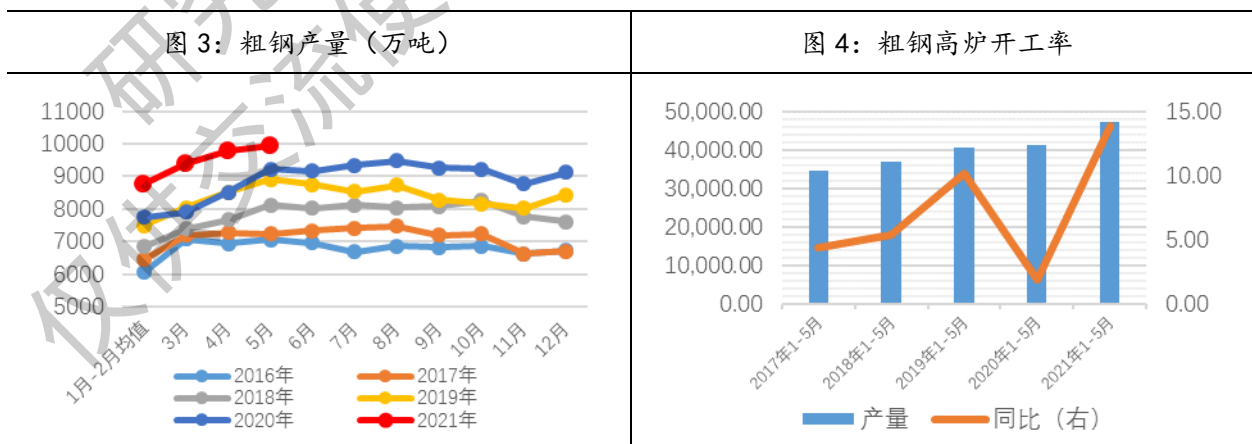 图 3：粗钢产量（万吨）
图 4：粗钢高炉开工率
11000
10000
9000
8000
7000
6000
5000
1月-2月均值
3月
4月
5月
6月
7月
8月
9月
10月
11月
12月
2016年
2017年
2018年
2019年
2020年
2021年
50,000.00
40,000.00
30,000.00
20,000.00
10,000.00
0.00
15.00
10.00
5.00
0.00
2017年1-5月
2018年1-5月
2019年1-5月
2020年1-5月
2021年1-5月
产量
同比（右）
仅供交流使
研究